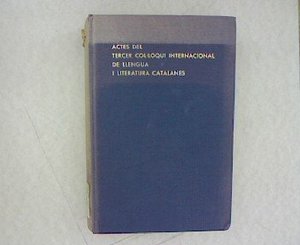 ACTES DEL
TERCER COL·LOQUI INTERNACIONAL
DE LLENGUA
I LITERATURA CATALANES